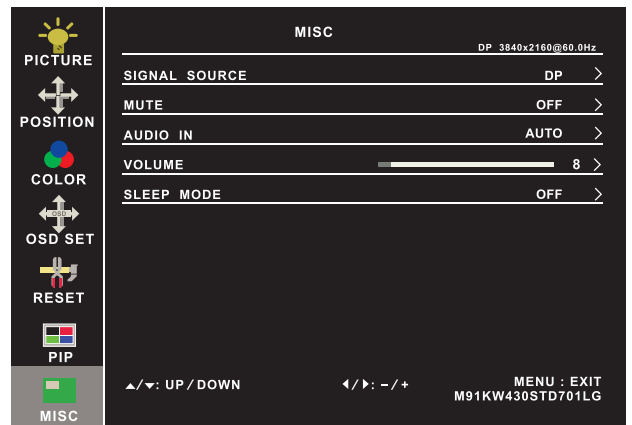 PICTURE
POSITION
COLOR
OSD
OSD SET
RESET
PIP
MISC
MISC
DP 3840x2160@60.0Hz
SIGNAL SOURCE DP >
MUTE OFF >
AUDIO IN AUTO >
VOLUME 8 >
SLEEP MODE OFF >
▲/▼: UP / DOWN ◀/▶: – / + MENU : EXIT
M91KW430STD701LG